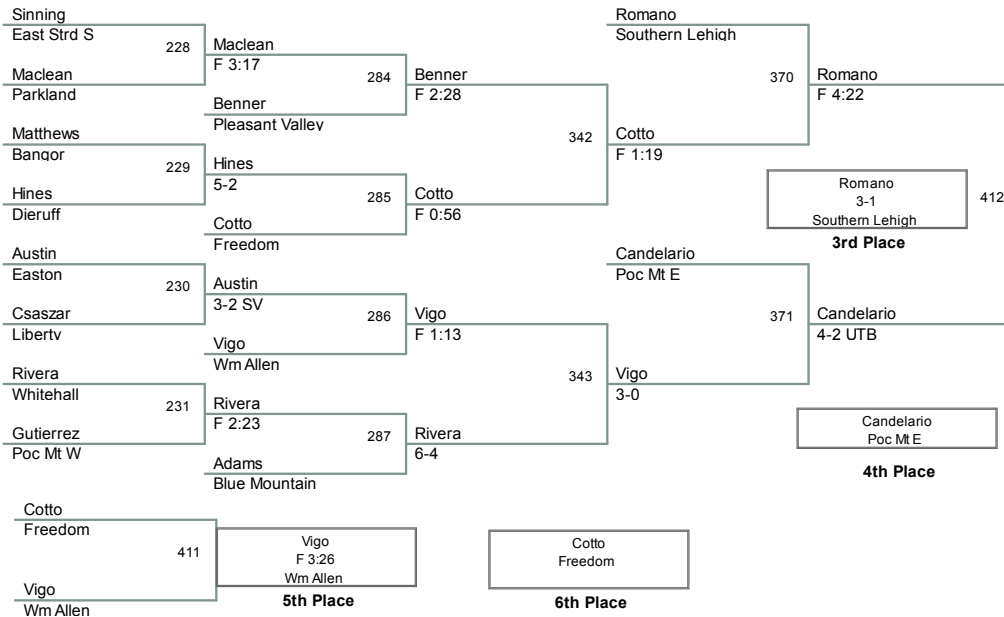 Sinning
East Strd S
228
Maclean
Parkland
Maclean
F 3:17
284
Benner
Pleasant Valley
Benner
F 2:28
Matthews
Bangor
229
Hines
Dieruff
Hines
5-2
285
Cotto
Freedom
Cotto
F 0:56
342
Cotto
F 1:19
Romano
Southern Lehigh
370
Romano
F 4:22
Romano
3-1
Southern Lehigh
412
3rd Place
Austin
Easton
230
Csaszar
Liberty
Austin
3-2 SV
286
Vigo
Wm Allen
Vigo
F 1:13
Rivera
Whitehall
231
Gutierrez
Poc Mt W
Rivera
F 2:23
287
Adams
Blue Mountain
Rivera
6-4
343
Vigo
3-0
Candelario
Poc Mt E
371
Candelario
4-2 UTB
Candelario
Poc Mt E
4th Place
Cotto
Freedom
411
Vigo
Wm Allen
Vigo
F 3:26
Wm Allen
5th Place
Cotto
Freedom
6th Place